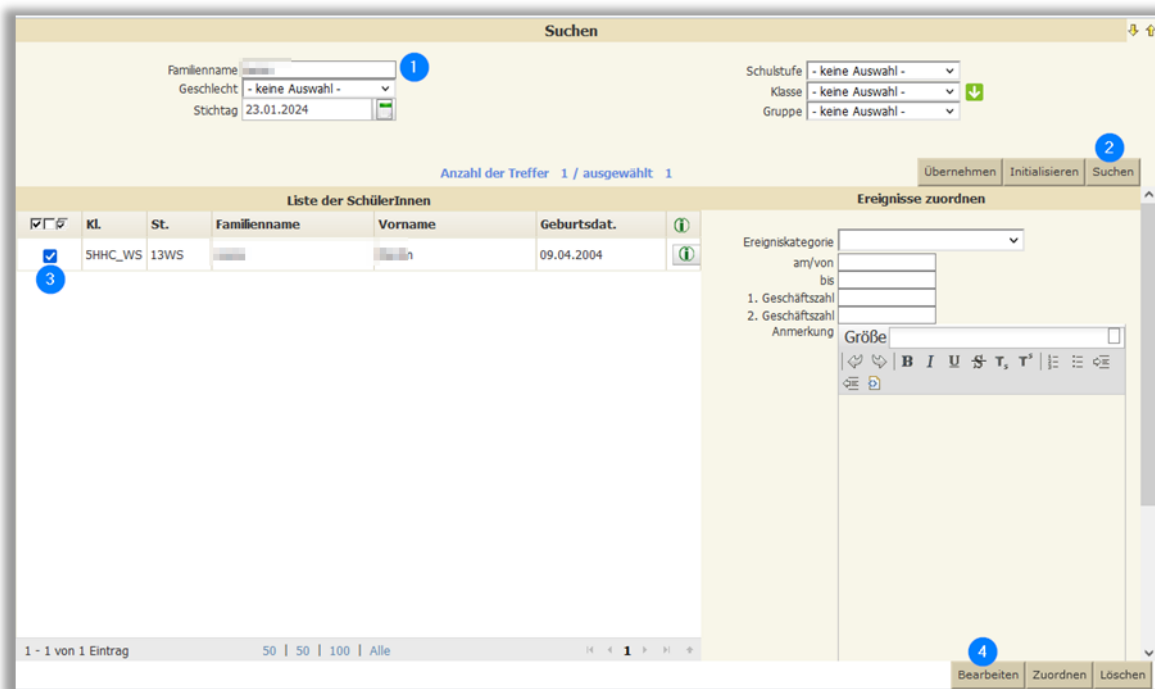 Suchen
Familienname 1
Geschlecht - keine Auswahl -
Stichtag 23.01.2024
Schulstufe - keine Auswahl -
Klasse - keine Auswahl -
Gruppe - keine Auswahl -
2
Anzahl der Treffer 1 / ausgewählt 1
Übernehmen Initialisieren Suchen
Liste der SchülerInnen
Kl. St. Familienname Vorname Geburtsdat.
5HHC_WS 13WS 09.04.2004
3
1 - 1 von 1 Eintrag 50 | 50 | 100 | Alle 1
Ereignisse zuordnen
Ereigniskategorie
am/von
bis
1. Geschäftszahl
2. Geschäftszahl
Anmerkung
Größe
B I U S Ts Ts
4
Bearbeiten Zuordnen Löschen